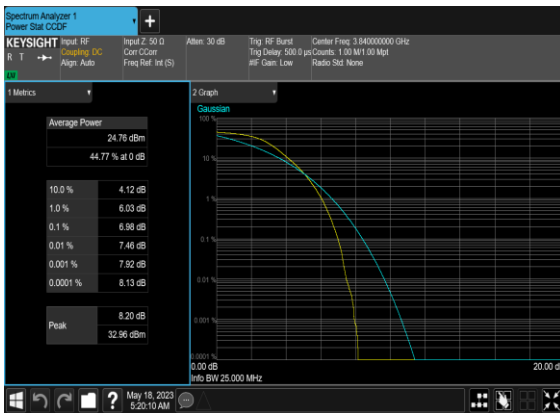 Spectrum Analyzer 1
Power Stat CCDF
KEYSIGHT
R T
LV
Input: RF
Coupling: DC
Align: Auto
Input Z: 50 Ω
Corr CCorr
Freq Ref: Int (S)
Atten: 30 dB
Trig: RF Burst
Trig Delay: 500.0 µs
#IF Gain: Low
Center Freq: 3.840000000 GHz
Counts: 1.00 M/1.00 Mpt
Radio Std: None
1 Metrics
Average Power
24.76 dBm
44.77 % at 0 dB
10.0 % 4.12 dB
1.0 % 6.03 dB
0.1 % 6.98 dB
0.01 % 7.46 dB
0.001 % 7.92 dB
0.0001 % 8.13 dB
Peak
8.20 dB
32.96 dBm
2 Graph
Gaussian
100 %
10 %
1 %
0.1 %
0.01 %
0.001 %
0.0001 %
0.00 dB
20.00 d
Info BW 25.000 MHz
?
May 18, 2023
5:20:10 AM